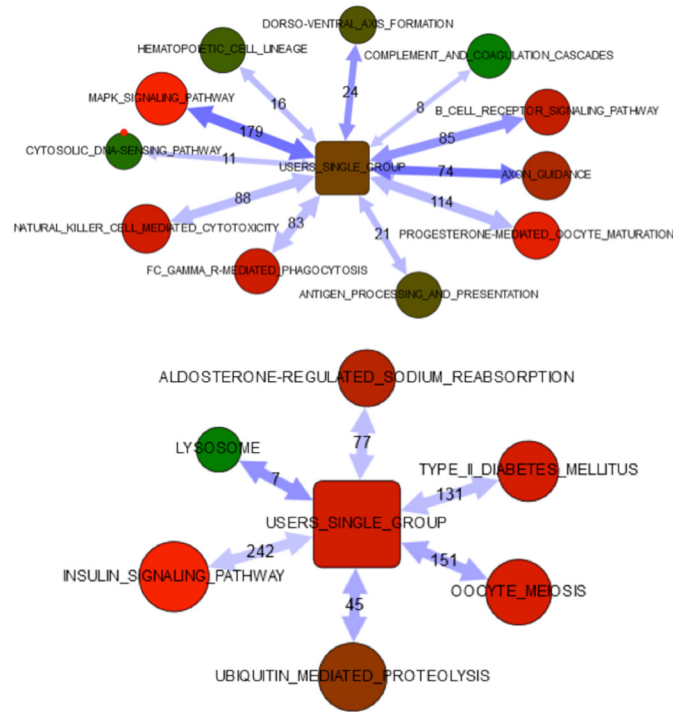 DORSO-VENTRAL_AXIS_FORMATION
HEMATOPOIETIC_CELL_LINEAGE
COMPLEMENT_AND_COAGULATION_CASCADES
24
16
8
MAPK_SIGNALING_PATHWAY
B_CELL_RECEPTOR_SIGNALING_PATHWAY
179
85
CYTOSOLIC_DNA-SENSING_PATHWAY
11
USERS_SINGLE_GROUP
74
AXON_GUIDANCE
88
114
NATURAL_KILLER_CELL_MEDIATED_CYTOTOXICITY
83
21
PROGESTERONE-MEDIATED_OOCYTE_MATURATION
FC_GAMMA_R-MEDIATED_PHAGOCYTOSIS
ANTIGEN_PROCESSING_AND_PRESENTATION
ALDOSTERONE-REGULATED_SODIUM_REABSORPTION
77
LYSOSOME
TYPE_II_DIABETES_MELLITUS
7
131
USERS_SINGLE_GROUP
242
151
INSULIN_SIGNALING_PATHWAY
OOCYTE_MEIOSIS
45
UBIQUITIN_MEDIATED_PROTEOLYSIS